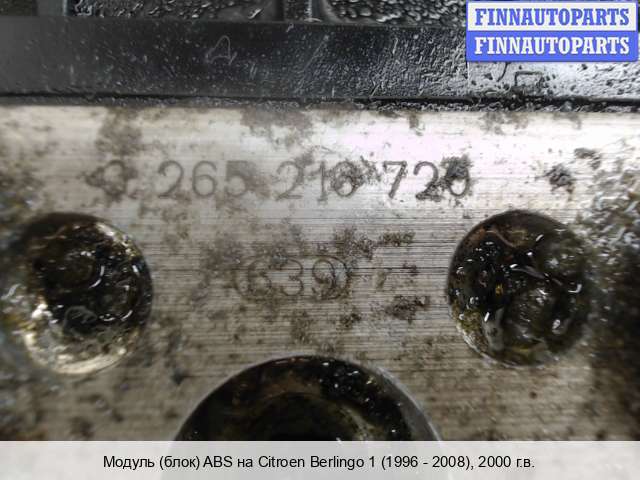 FINNAUTOPARTS
FINNAUTOPARTS
0 265 216 720
(639)
Модуль (блок) ABS на Citroen Berlingo 1 (1996 - 2008), 2000 г.в.